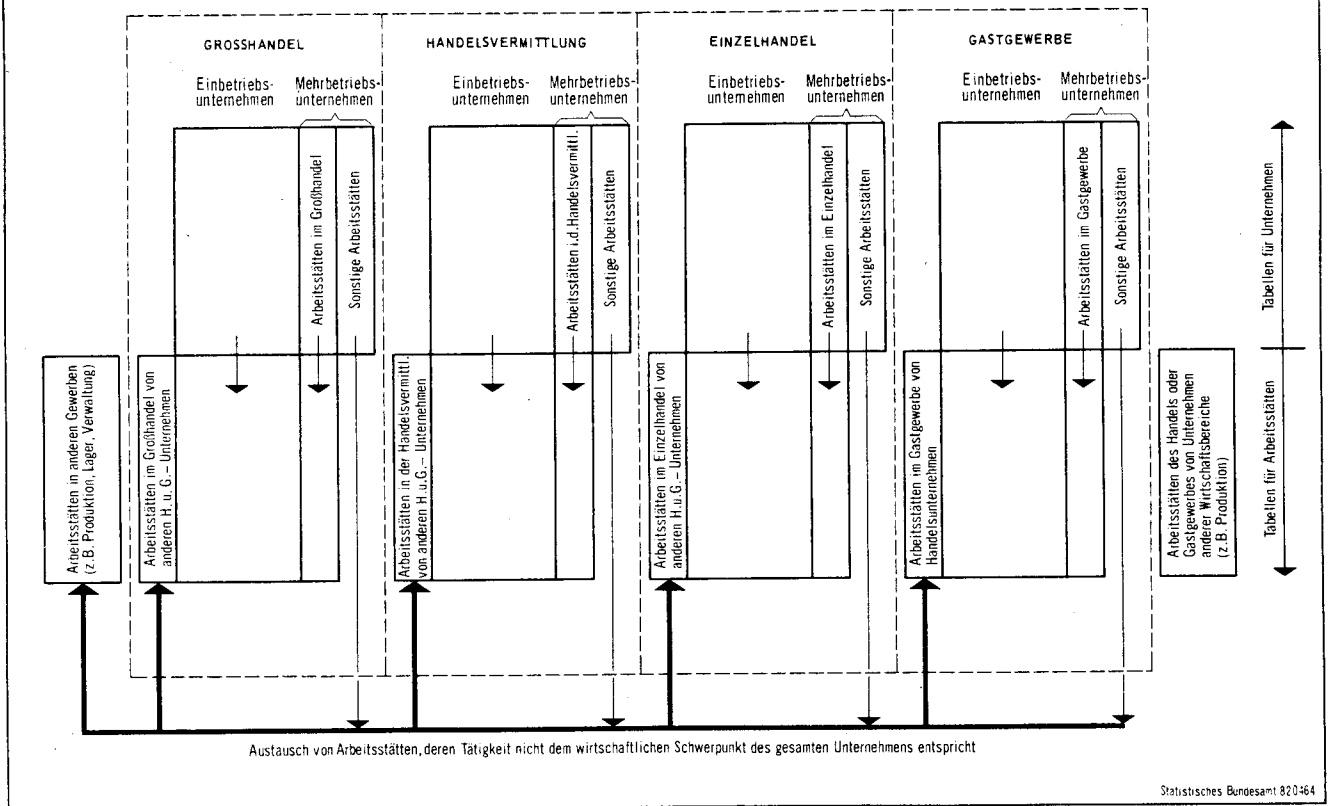 GROSSHANDEL
Einbetriebs-
unternehmen
Mehrbetriebs-
unternehmen
Arbeitsstätten im Großhandel
Sonstige Arbeitsstätten
HANDELSVERMITTLUNG
Einbetriebs-
unternehmen
Mehrbetriebs-
unternehmen
Arbeitsstätten i.d.Handelsvermittl.
Sonstige Arbeitsstätten
EINZELHANDEL
Einbetriebs-
unternehmen
Mehrbetriebs-
unternehmen
Arbeitsstätten im Einzelhandel
Sonstige Arbeitsstätten
GASTGEWERBE
Einbetriebs-
unternehmen
Mehrbetriebs-
unternehmen
Arbeitsstätten im Gastgewerbe
Sonstige Arbeitsstätten
Tabellen für Unternehmen
Arbeitsstätten in anderen Gewerben
(z.B. Produktion, Lager, Verwaltung)
Arbeitsstätten im Großhandel von
anderen H.u.G.– Unternehmen
Arbeitsstätten in der Handelsvermittl.
von anderen H.u.G.– Unternehmen
Arbeitsstätten im Einzelhandel von
anderen H.u.G.– Unternehmen
Arbeitsstätten im Gastgewerbe von
Handelsunternehmen
Arbeitsstätten des Handels oder
Gastgewerbes von Unternehmen
anderer Wirtschaftsbereiche
(z.B. Produktion)
Tabellen für Arbeitsstätten
Austausch von Arbeitsstätten, deren Tätigkeit nicht dem wirtschaftlichen Schwerpunkt des gesamten Unternehmens entspricht
Statistisches Bundesamt 820464